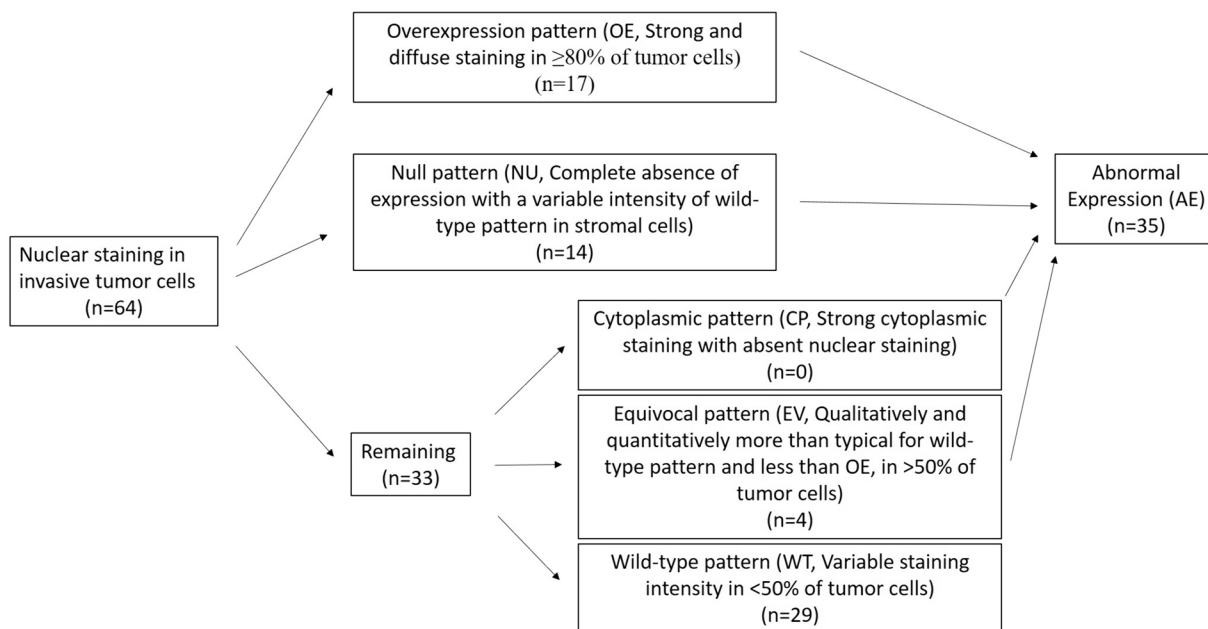 Overexpression pattern (OE, Strong and
diffuse staining in ≥80% of tumor cells)
(n=17)
Null pattern (NU, Complete absence of
expression with a variable intensity of wild-
type pattern in stromal cells)
(n=14)
Abnormal
Expression (AE)
(n=35)
Nuclear staining in
invasive tumor cells
(n=64)
Cytoplasmic pattern (CP, Strong cytoplasmic
staining with absent nuclear staining)
(n=0)
Remaining
(n=33)
Equivocal pattern (EV, Qualitatively and
quantitatively more than typical for wild-
type pattern and less than OE, in >50% of
tumor cells)
(n=4)
Wild-type pattern (WT, Variable staining
intensity in <50% of tumor cells)
(n=29)